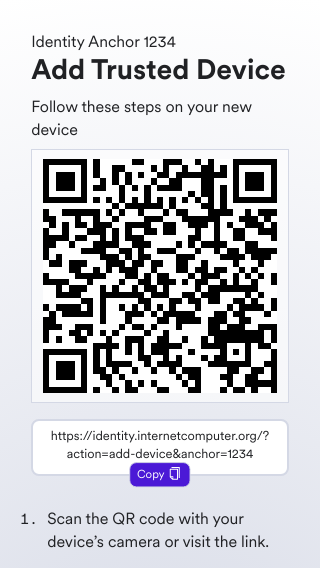 Identity Anchor 1234
Add Trusted Device
Follow these steps on your new
device
https://identity.internetcomputer.org/?
action=add-device&anchor=1234
Copy
1. Scan the QR code with your
device’s camera or visit the link.